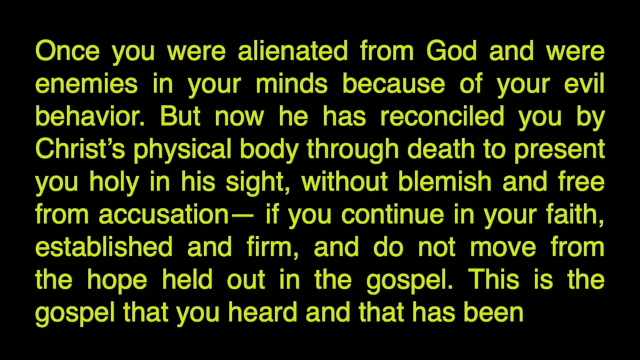 Once you were alienated from God and were
enemies in your minds because of your evil
behavior. But now he has reconciled you by
Christ’s physical body through death to present
you holy in his sight, without blemish and free
from accusation— if you continue in your faith,
established and firm, and do not move from
the hope held out in the gospel. This is the
gospel that you heard and that has been